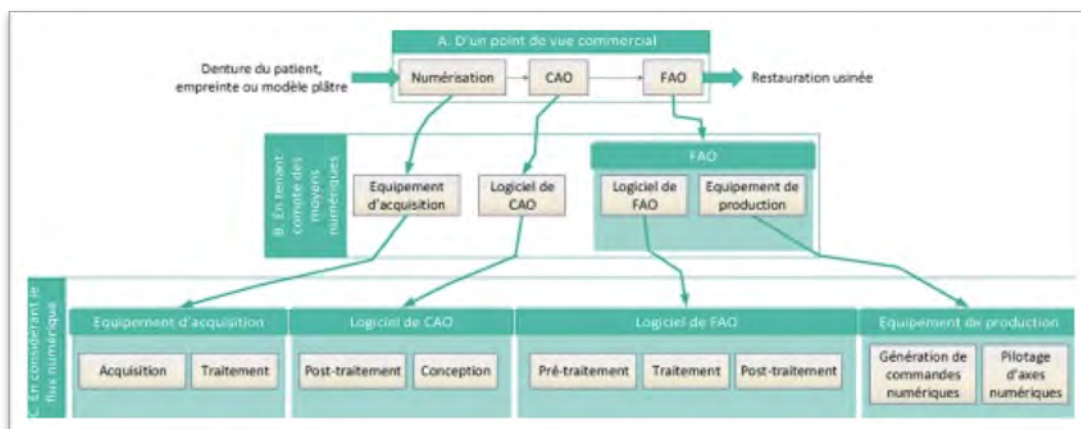 A. D'un point de vue commercial
Denture du patient,
empreinte ou modèle plâtre
Numérisation
CAO
FAO
Restauration usinée
B. En tenant
compte des
moyens
numériques
Equipement
d'acquisition
Logiciel de
CAO
FAO
Logiciel de
FAO
Equipement de
production
C. En considérant le
flux numérique
Equipement d'acquisition
Acquisition
Traitement
Logiciel de CAO
Post-traitement
Conception
Logiciel de FAO
Pré-traitement
Traitement
Post-traitement
Equipement de production
Génération de
commandes
numériques
Pilotage
d'axes
numériques